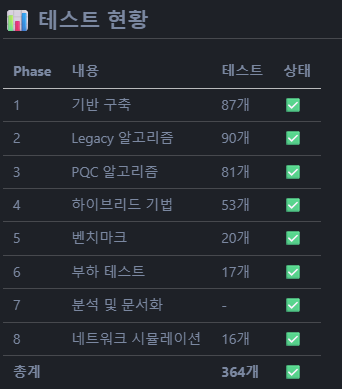 📊 테스트 현황
Phase 내용 테스트 상태
1 기반 구축 87개 ✅
2 Legacy 알고리즘 90개 ✅
3 PQC 알고리즘 81개 ✅
4 하이브리드 기법 53개 ✅
5 벤치마크 20개 ✅
6 부하 테스트 17개 ✅
7 분석 및 문서화 - ✅
8 네트워크 시뮬레이션 16개 ✅
총계 364개 ✅